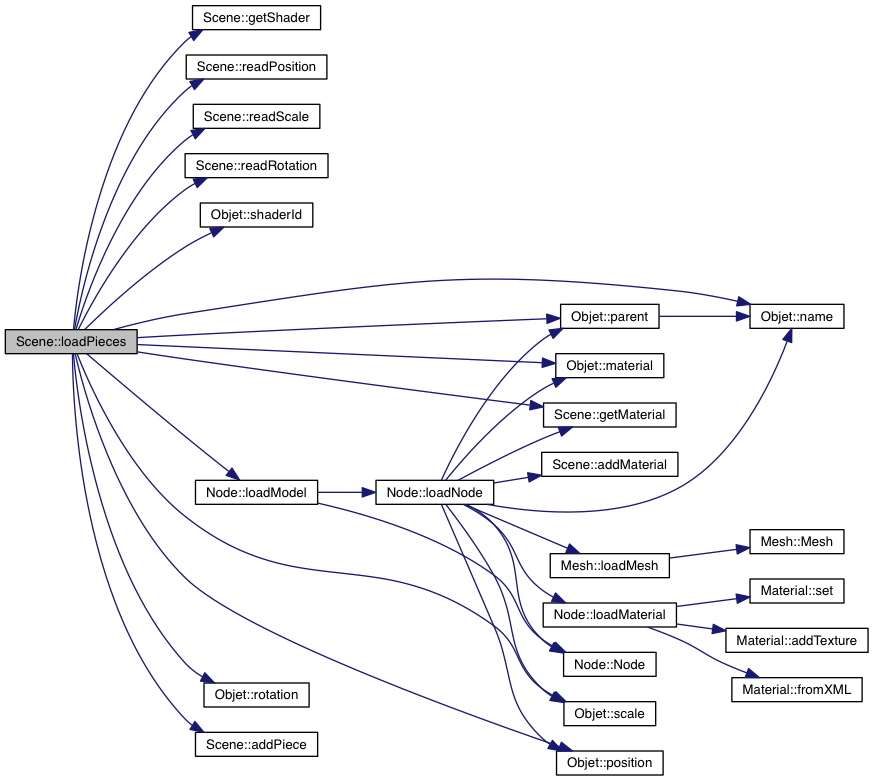 Scene::getShader
Scene::readPosition
Scene::readScale
Scene::readRotation
Objet::shaderId
Objet::parent
Objet::name
Scene::loadPieces
Objet::material
Scene::getMaterial
Scene::addMaterial
Node::loadModel
Node::loadNode
Mesh::Mesh
Mesh::loadMesh
Material::set
Node::loadMaterial
Material::addTexture
Node::Node
Material::fromXML
Objet::rotation
Objet::scale
Scene::addPiece
Objet::position